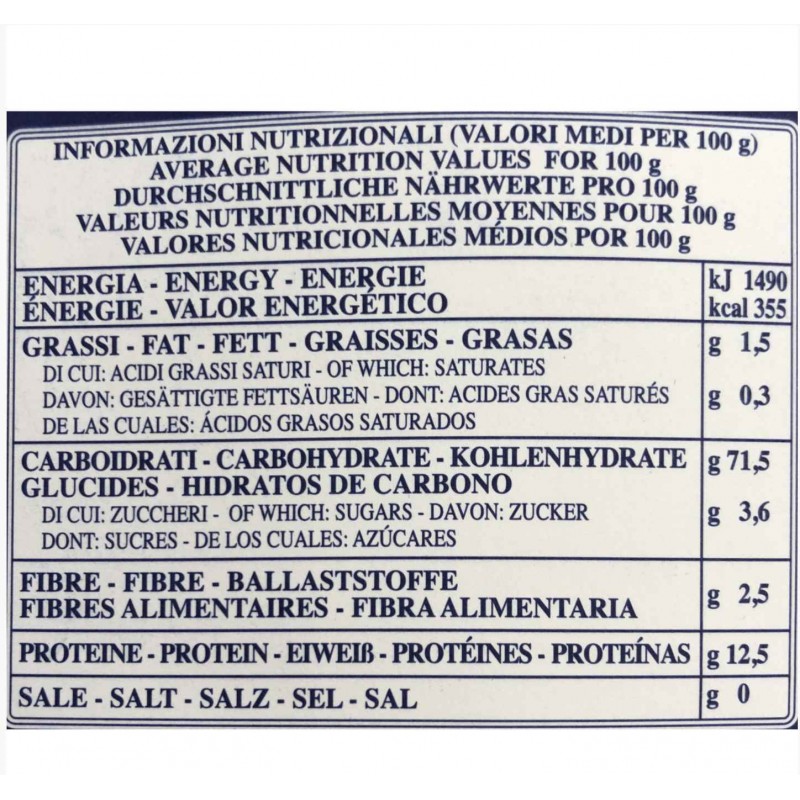 INFORMAZIONI NUTRIZIONALI (VALORI MEDI PER 100 g)
AVERAGE NUTRITION VALUES FOR 100 g
DURCHSCHNITTLICHE NÄHRWERTE PRO 100 g
VALEURS NUTRITIONNELLES MOYENNES POUR 100 g
VALORES NUTRICIONALES MÉDIOS POR 100 g
ENERGIA - ENERGY - ENERGIE kJ 1490
ÉNERGIE - VALOR ENERGÉTICO kcal 355
GRASSI - FAT - FETT - GRAISSES - GRASAS g 1,5
DI CUI: ACIDI GRASSI SATURI - OF WHICH: SATURATES
DAVON: GESÄTTIGTE FETTSÄUREN - DONT: ACIDES GRAS SATURÉS g 0,3
DE LAS CUALES: ÁCIDOS GRASOS SATURADOS
CARBOIDRATI - CARBOHYDRATE - KOHLENHYDRATE g 71,5
GLUCIDES - HIDRATOS DE CARBONO
DI CUI: ZUCCHERI - OF WHICH: SUGARS - DAVON: ZUCKER g 3,6
DONT: SUCRES - DE LOS CUALES: AZÚCARES
FIBRE - FIBRE - BALLASTSTOFFE
FIBRES ALIMENTAIRES - FIBRA ALIMENTARIA g 2,5
PROTEINE - PROTEIN - EIWEIß - PROTÉINES - PROTEÍNAS g 12,5
SALE - SALT - SALZ - SEL - SAL g 0